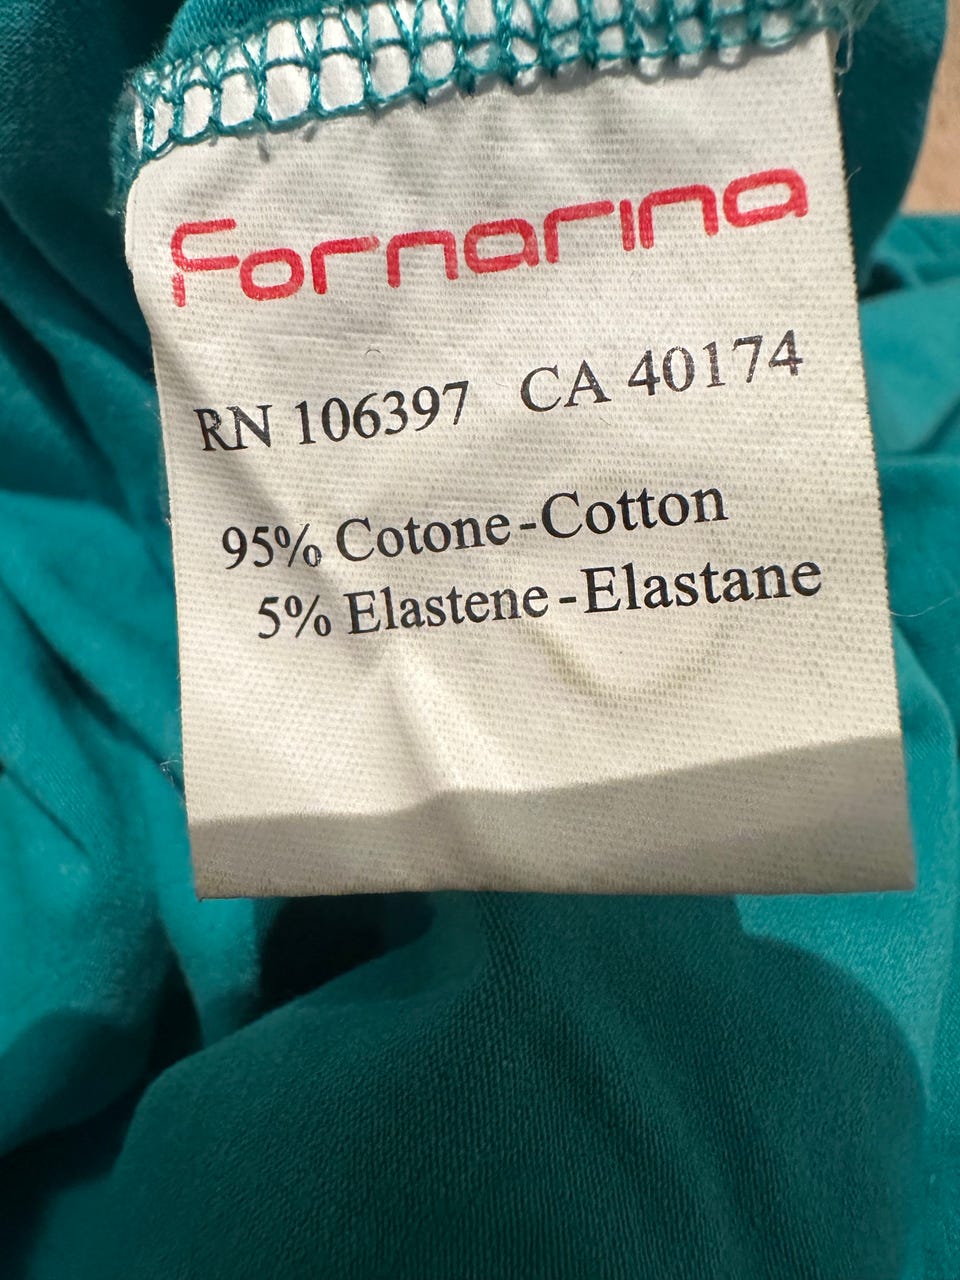 Fornarina
RN 106397 CA 40174
95% Cotone-Cotton
5% Elastene-Elastane